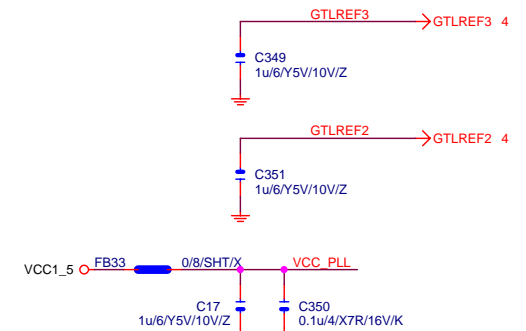 GTLREF3
GTLREF3 4
C349
1u/6/Y5V/10V/Z
GTLREF2
GTLREF2 4
C351
1u/6/Y5V/10V/Z
VCC1_5 FB33 0/8/SHT/X VCC_PLL
C17 C350
1u/6/Y5V/10V/Z 0.1u/4/X7R/16V/K